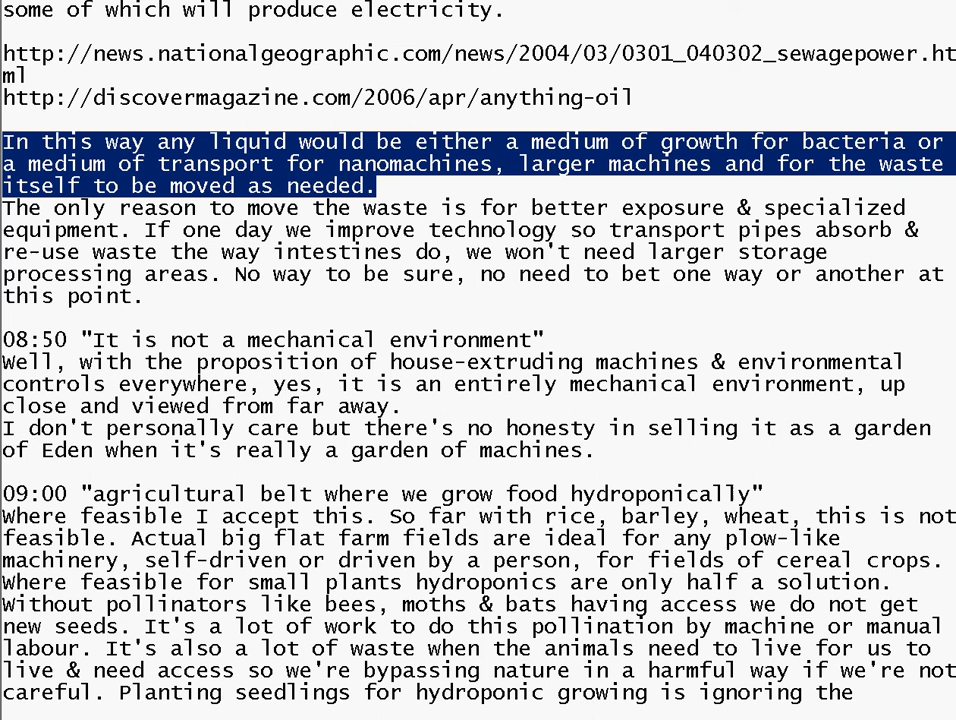 some of which will produce electricity.
http://news.nationalgeographic.com/news/2004/03/0301_040302_sewagepower.ht
ml
http://discovermagazine.com/2006/apr/anything-oil
In this way any liquid would be either a medium of growth for bacteria or
a medium of transport for nanomachines, larger machines and for the waste
itself to be moved as needed.
The only reason to move the waste is for better exposure & specialized
equipment. If one day we improve technology so transport pipes absorb &
re-use waste the way intestines do, we won't need larger storage
processing areas. No way to be sure, no need to bet one way or another at
this point.
08:50 "It is not a mechanical environment"
Well, with the proposition of house-extruding machines & environmental
controls everywhere, yes, it is an entirely mechanical environment, up
close and viewed from far away.
I don't personally care but there's no honesty in selling it as a garden
of Eden when it's really a garden of machines.
09:00 "agricultural belt where we grow food hydroponically"
Where feasible I accept this. So far with rice, barley, wheat, this is not
feasible. Actual big flat farm fields are ideal for any plow-like
machinery, self-driven or driven by a person, for fields of cereal crops.
Where feasible for small plants hydroponics are only half a solution.
Without pollinators like bees, moths & bats having access we do not get
new seeds. It's a lot of work to do this pollination by machine or manual
labour. It's also a lot of waste when the animals need to live for us to
live & need access so we're bypassing nature in a harmful way if we're not
careful. Planting seedlings for hydroponic growing is ignoring the